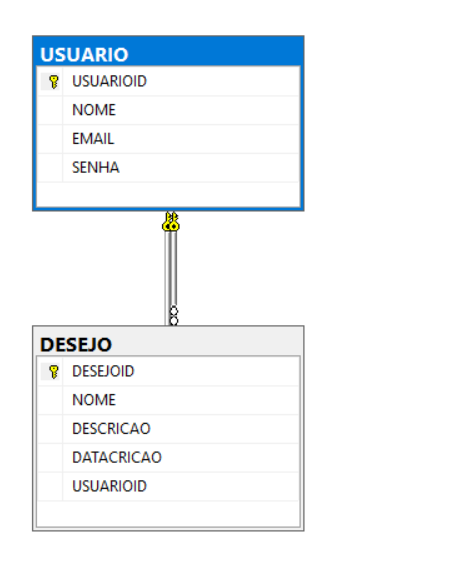 USUARIO
USUARIOID
NOME
EMAIL
SENHA
DESEJO
DESEJOID
NOME
DESCRICAO
DATACRICAO
USUARIOID